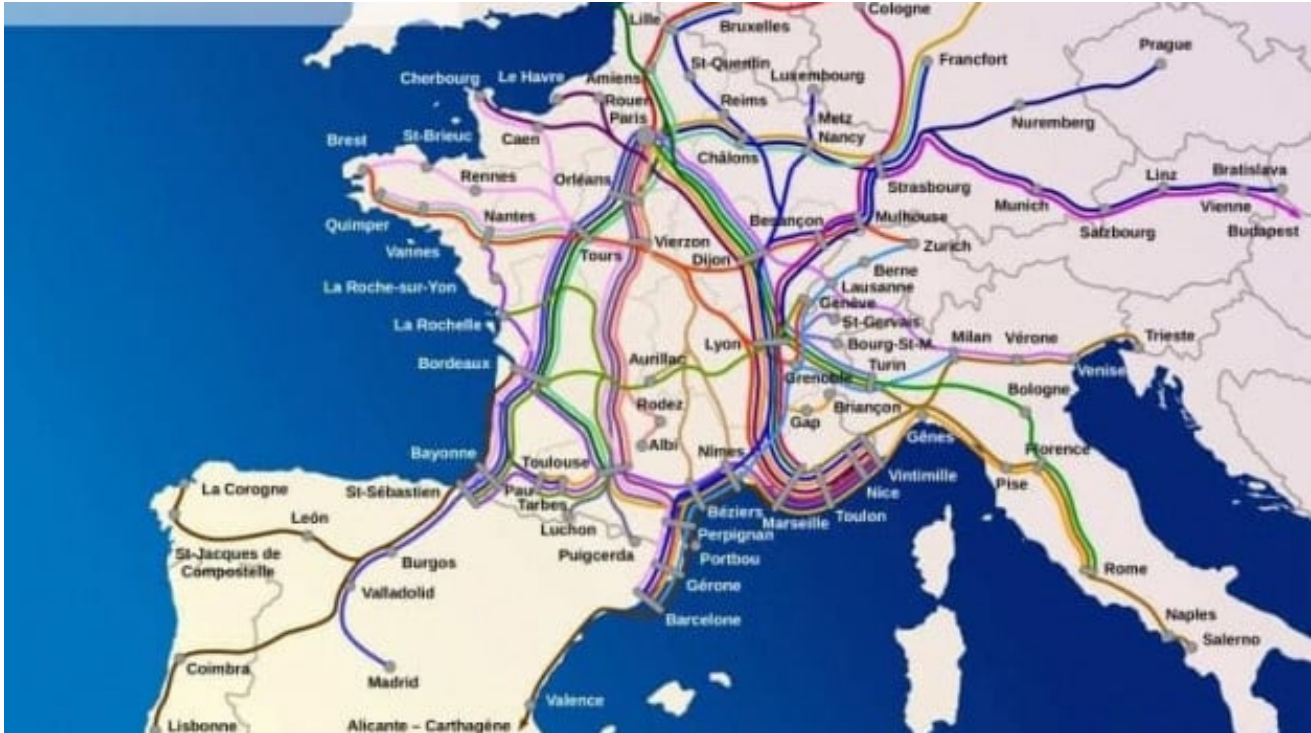 Lille
Bruxelles
Cologne
St-Quentin
Prague
Francfort
Cherbourg
Le Havre
Amiens
Luxembourg
Rouen
Reims
Metz
Nuremberg
Paris
Nancy
Brest
St-Brieuc
Caen
Châlons
Rennes
Orléans
Strasbourg
Linz
Bratislava
Munich
Vienne
Quimper
Nantes
Besançon
Mulhouse
Salzbourg
Budapest
Vannes
Tours
Vierzon
Dijon
Zurich
Berne
La Roche-sur-Yon
Lausanne
Genève
La Rochelle
St-Gervais
Lyon
Bourg-St-M.
Milan
Vérone
Trieste
Bordeaux
Aurillac
Turin
Venise
Grenoble
Bologne
Rodez
Briançon
Gap
Gênes
Albi
Florence
Bayonne
Toulouse
Nîmes
Vintimille
Pise
La Corogne
St-Sébastien
Pau
Nice
Tarbes
Béziers
Marseille
Toulon
León
Luchon
Perpignan
St-Jacques de
Compostelle
Burgos
Puigcerda
Portbou
Rome
Valladolid
Gérone
Barcelone
Naples
Salerno
Coimbra
Madrid
Valence
Lisbonne
Alicante – Carthagène